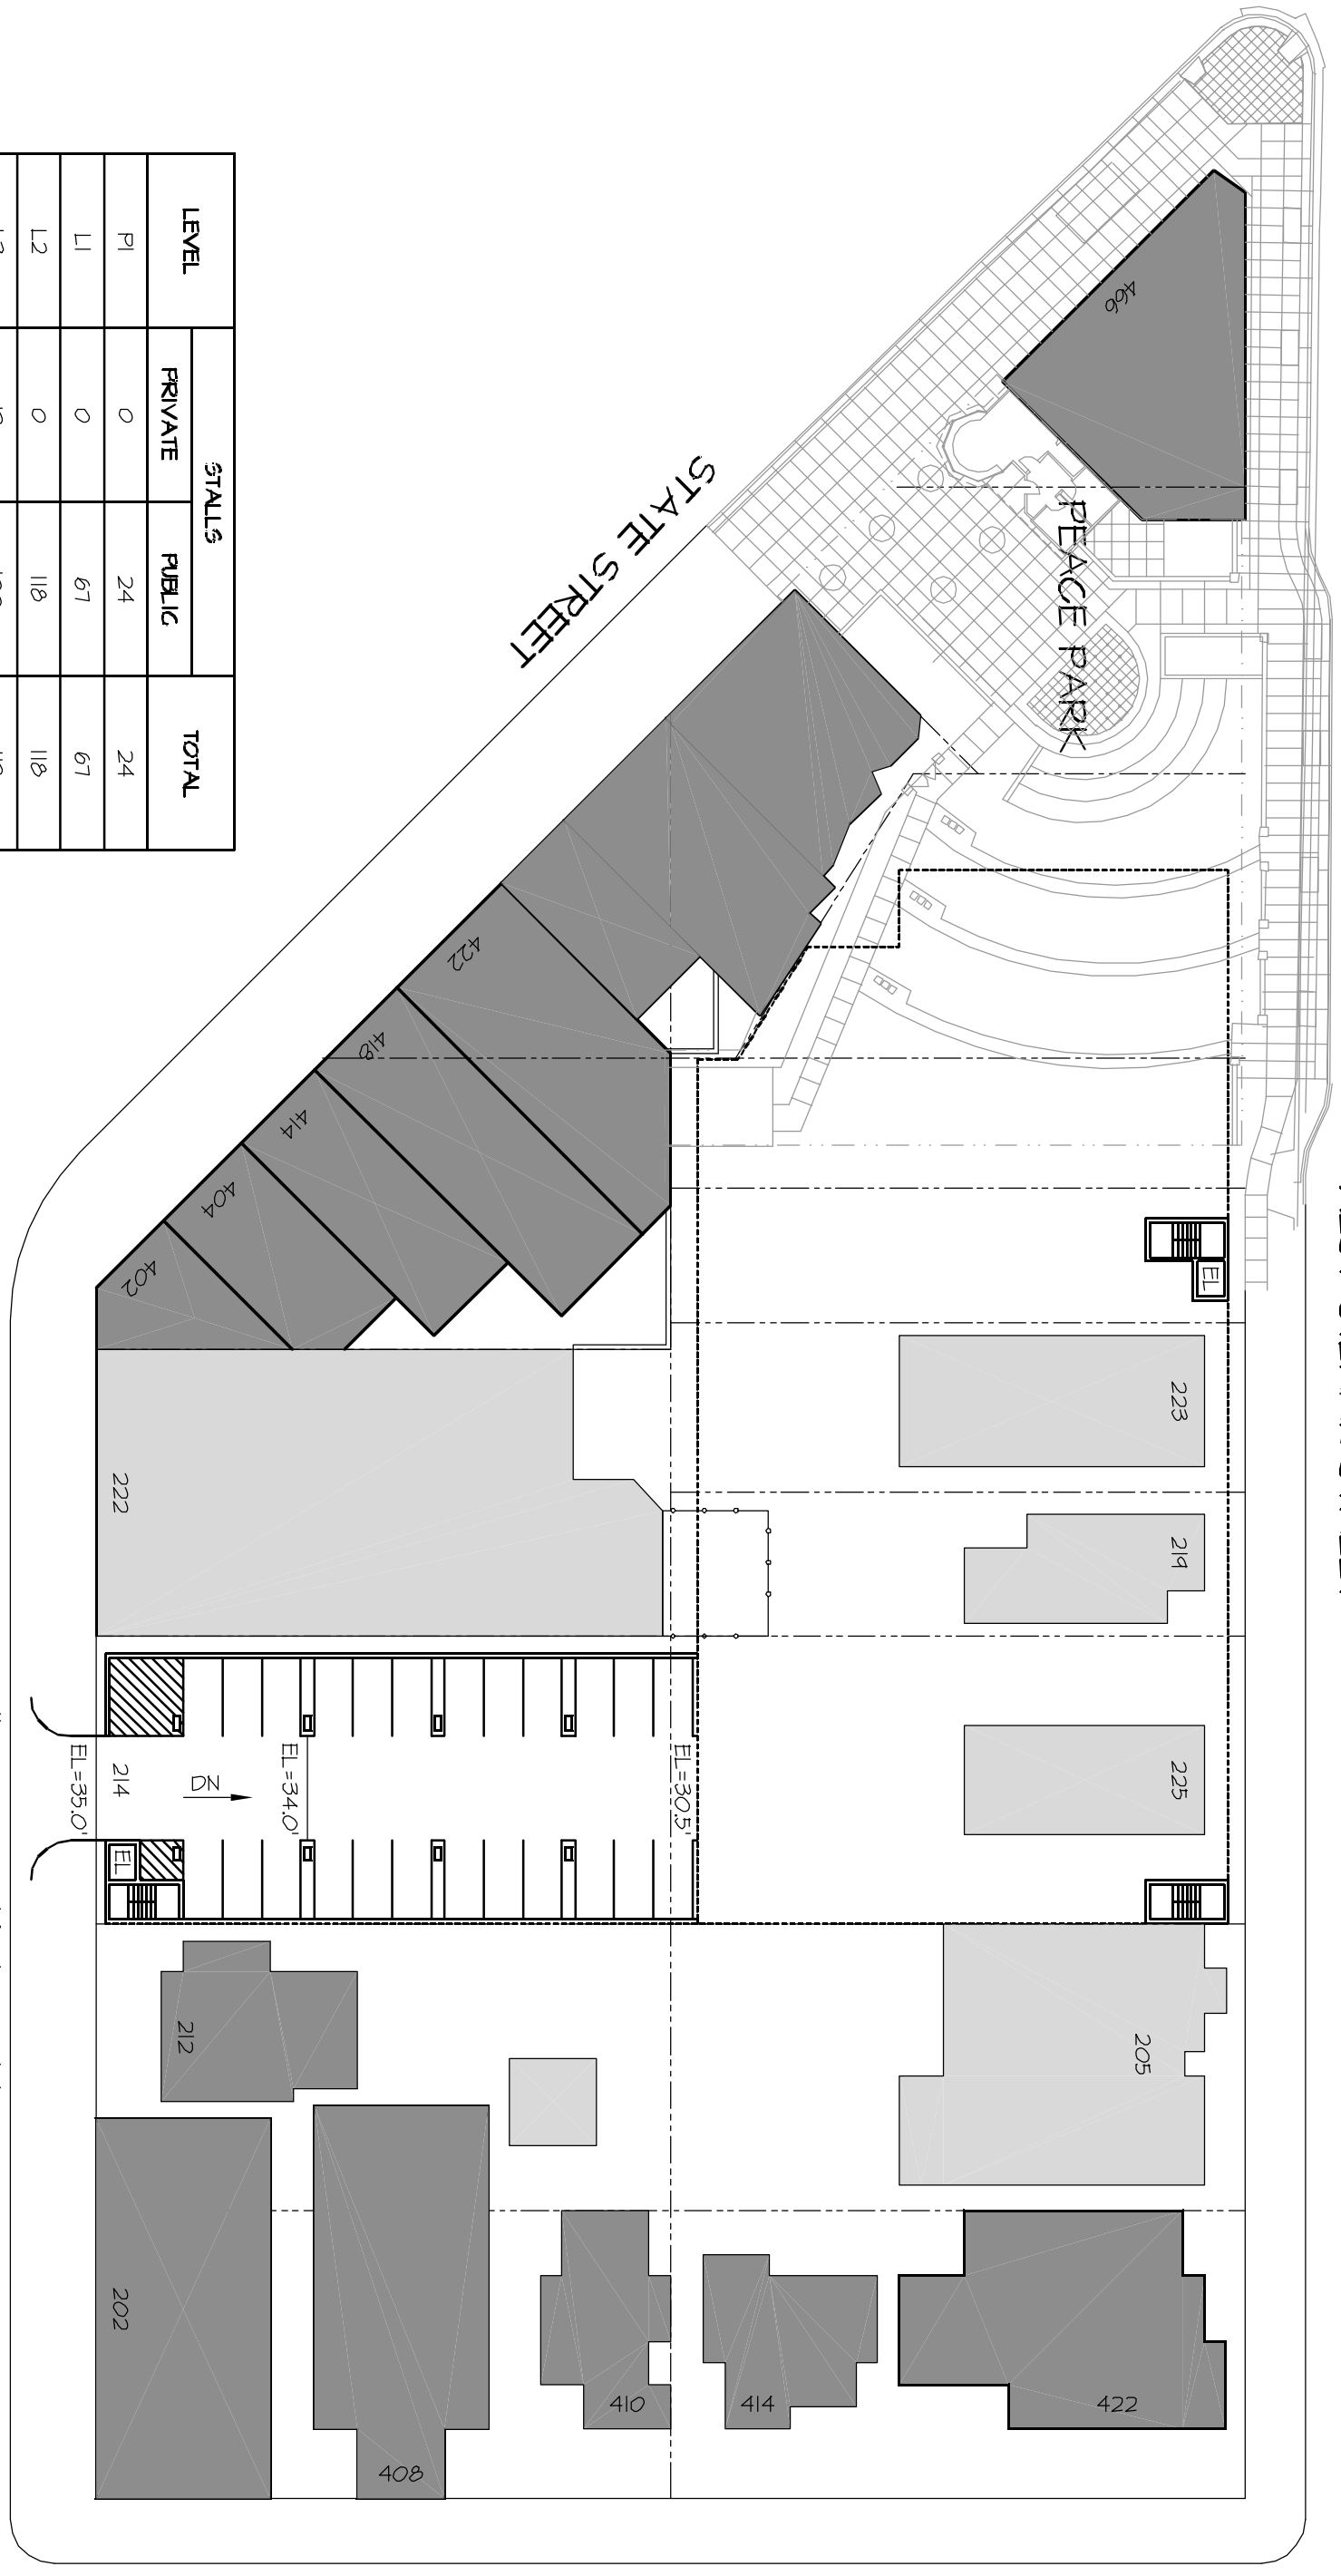 LEVEL STALLS TOTAL
PRIVATE PUBLIC
P1 0 24 24
L1 0 67 67
L2 0 118 118
STATE STREET
PEACE PARK
466
422
418
414
404
402
222
223
219
225
EL
EL=35.0'
214
DN
EL=34.0'
EL=30.5'
EL
212
205
202
408
410
414
422